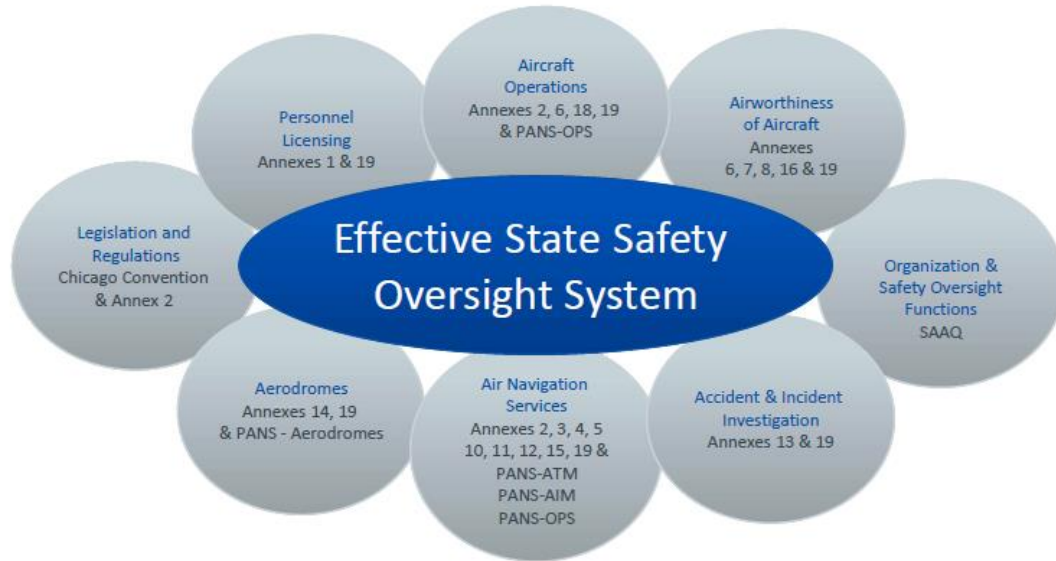 Aircraft
Operations
Annexes 2, 6, 18, 19
& PANS-OPS
Personnel
Licensing
Annexes 1 & 19
Airworthiness
of Aircraft
Annexes
6, 7, 8, 16 & 19
Legislation and
Regulations
Chicago Convention
& Annex 2
Effective State Safety
Oversight System
Organization &
Safety Oversight
Functions
SAAQ
Aerodromes
Annexes 14, 19
& PANS - Aerodromes
Air Navigation
Services
Annexes 2, 3, 4, 5
10, 11, 12, 15, 19 &
PANS-ATM
PANS-AIM
PANS-OPS
Accident & Incident
Investigation
Annexes 13 & 19